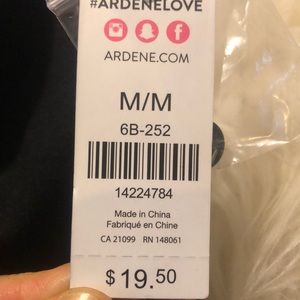 #ARDENELOVE
ARDENE.COM
M/M
6B-252
14224784
Made in China
Fabriqué en Chine
CA 21099 RN 148061
$19.50